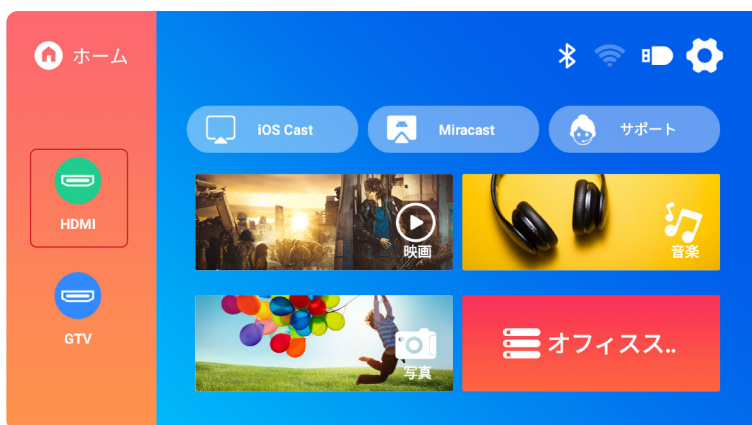 ホーム
iOS Cast
Miracast
サポート
HDMI
映画
音楽
GTV
写真
オフィスス..